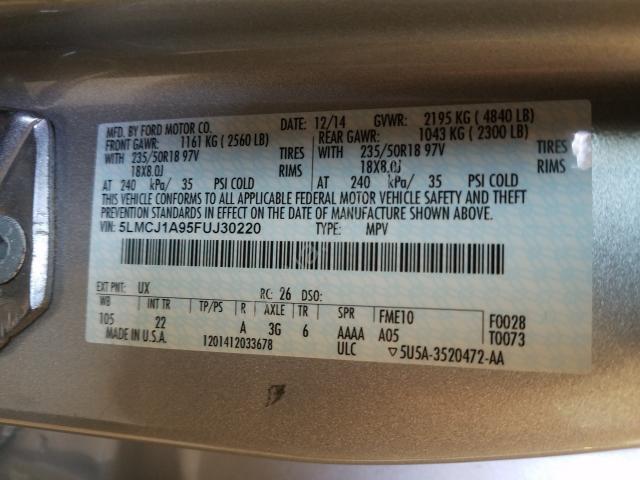 MFD. BY FORD MOTOR CO. DATE: 12/14 GVWR: 2195 KG ( 4840 LB)
FRONT GAWR: 1161 KG ( 2560 LB) REAR GAWR: 1043 KG ( 2300 LB)
WITH 235/50R18 97V TIRES WITH 235/50R18 97V TIRES
18X8.0J RIMS 18X8.0J RIMS
AT 240 kPa/ 35 PSI COLD AT 240 kPa/ 35 PSI COLD
THIS VEHICLE CONFORMS TO ALL APPLICABLE FEDERAL MOTOR VEHICLE SAFETY AND THEFT
PREVENTION STANDARDS IN EFFECT ON THE DATE OF MANUFACTURE SHOWN ABOVE.
VIN: 5LMCJ1A95FUJ30220 TYPE: MPV
EXT PNT: UX RC: 26 DSO:
WB INT TR TP/PS R AXLE TR SPR FME10 F0028
105 22 A 3G 6 AAAA A05 T0073
MADE IN U.S.A. 1201412033678 ULC ▽5U5A-3520472-AA